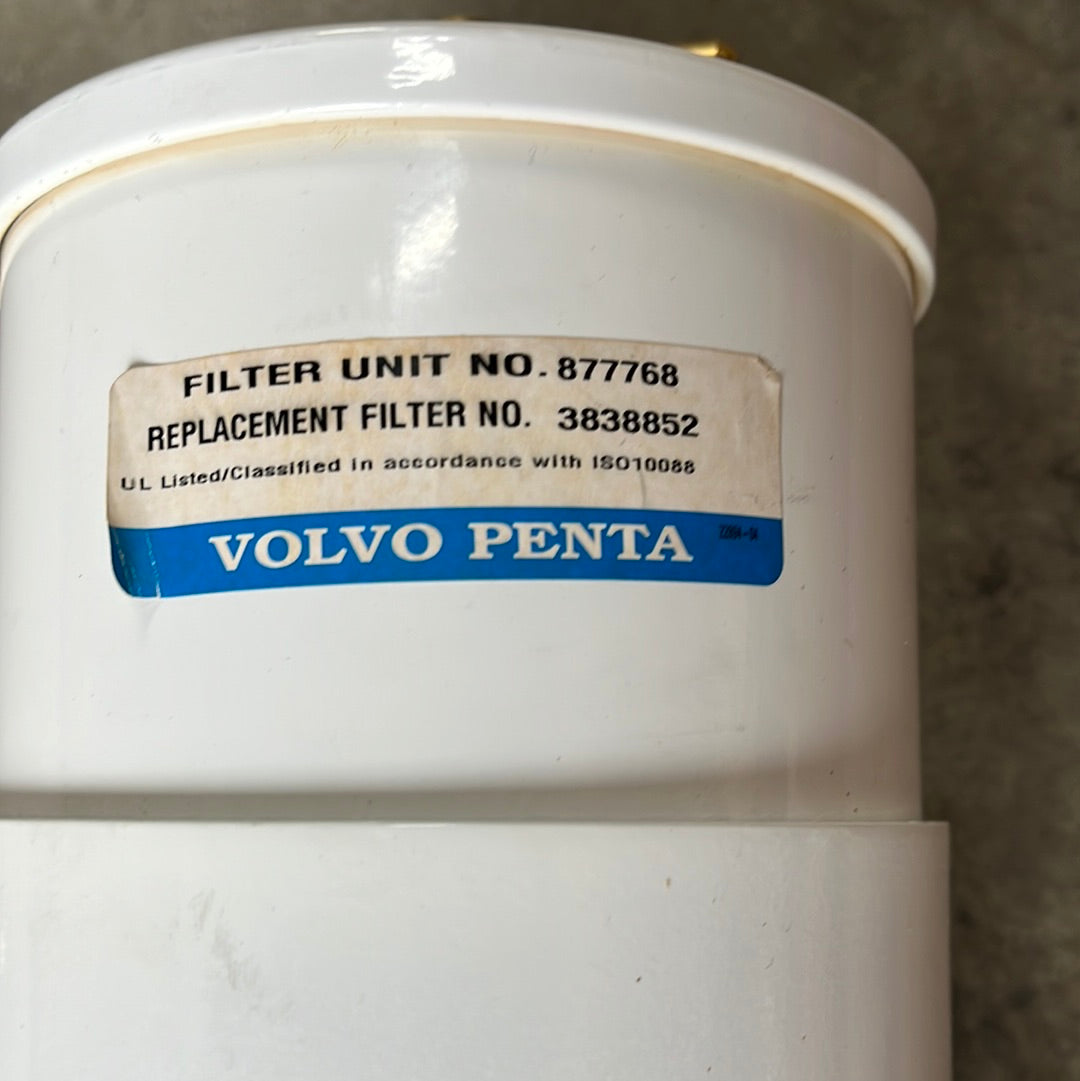 FILTER UNIT NO. 877768
REPLACEMENT FILTER NO. 3838852
UL Listed/Classified in accordance with ISO10088
VOLVO PENTA